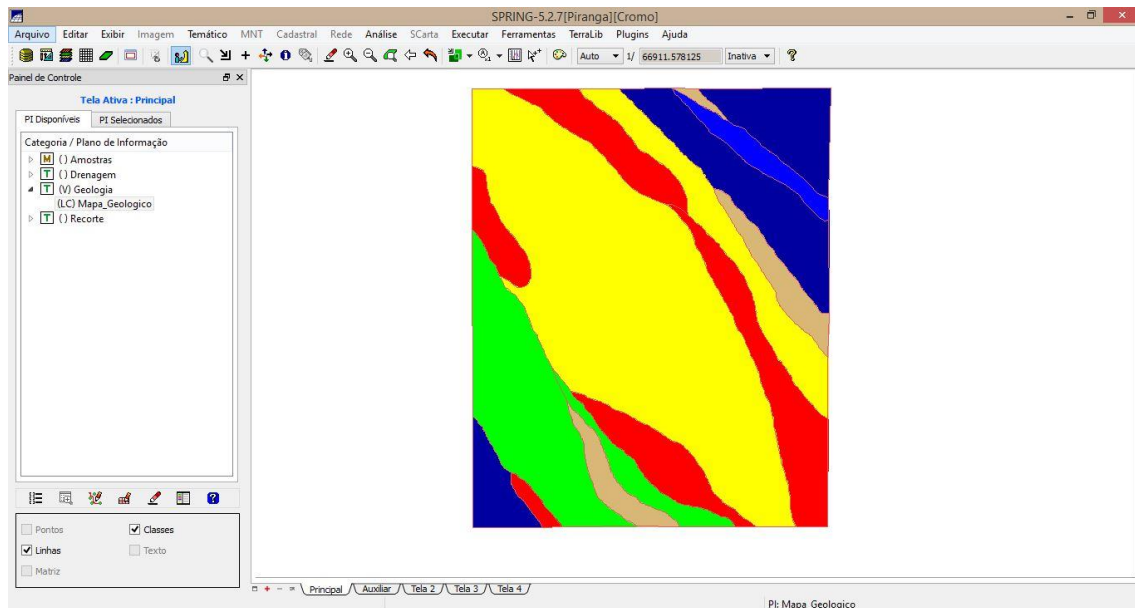 SPRING-5.2.7[Piranga][Cromo]
Arquivo Editar Exibir Imagem Temático MNT Cadastral Rede Análise SCarta Executar Ferramentas TerraLib Plugins Ajuda
Auto 1/ 66911.578125 Inativa
Painel de Controle
Tela Ativa : Principal
PI Disponíveis PI Selecionados
Categoria / Plano de Informação
M ( ) Amostras
T ( ) Drenagem
T (V) Geologia
(LC) Mapa_Geologico
T ( ) Recorte
Pontos Classes
Linhas Texto
Matriz
Principal Auxiliar Tela 2 Tela 3 Tela 4
PI: Mapa_Geologico